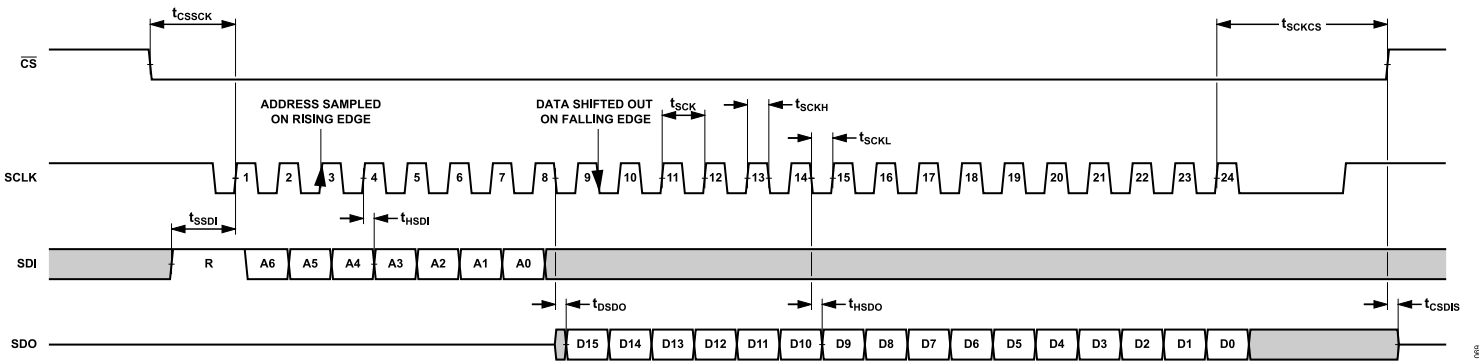 tCSSCK
tSCKCS
CS
ADDRESS SAMPLED
ON RISING EDGE
DATA SHIFTED OUT
ON FALLING EDGE
tSCK
tSCKH
tSCKL
SCLK 1 2 3 4 5 6 7 8 9 10 11 12 13 14 15 16 17 18 19 20 21 22 23 24
tSSDI
tHSDI
SDI R A6 A5 A4 A3 A2 A1 A0
tDSDO
tHSDO
tCSDIS
SDO D15 D14 D13 D12 D11 D10 D9 D8 D7 D6 D5 D4 D3 D2 D1 D0